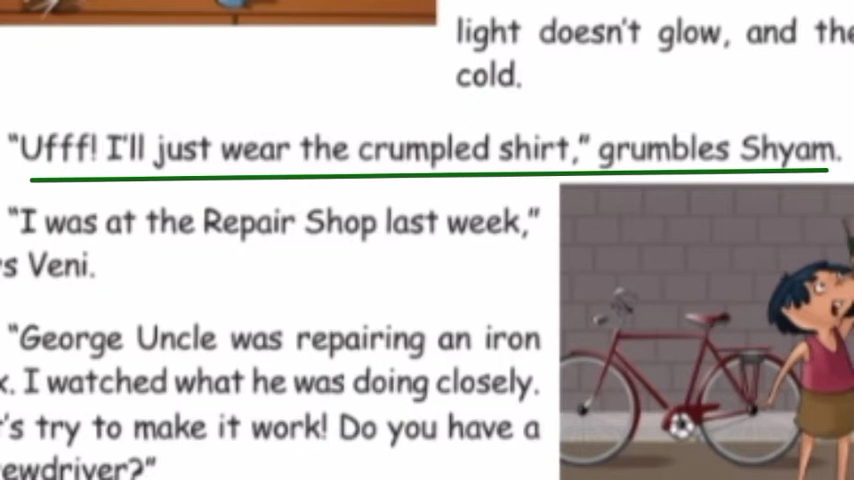 light doesn't glow, and the
cold.
"Ufff! I'll just wear the crumpled shirt," grumbles Shyam.
"I was at the Repair Shop last week,"
Veni.
"George Uncle was repairing an iron
I watched what he was doing closely.
try to make it work! Do you have a